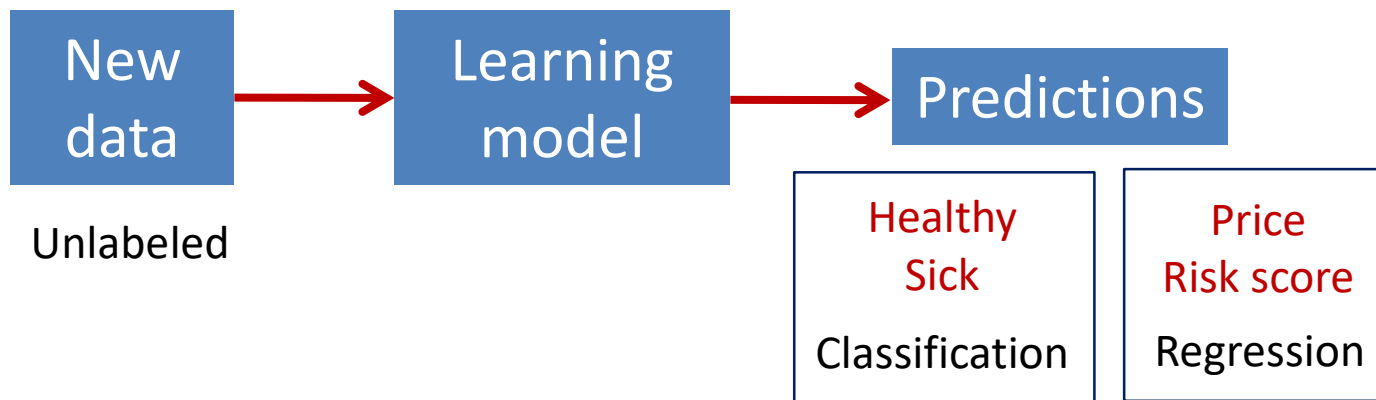 New
data
Learning
model
Predictions
Unlabeled
Healthy
Sick
Classification
Price
Risk score
Regression